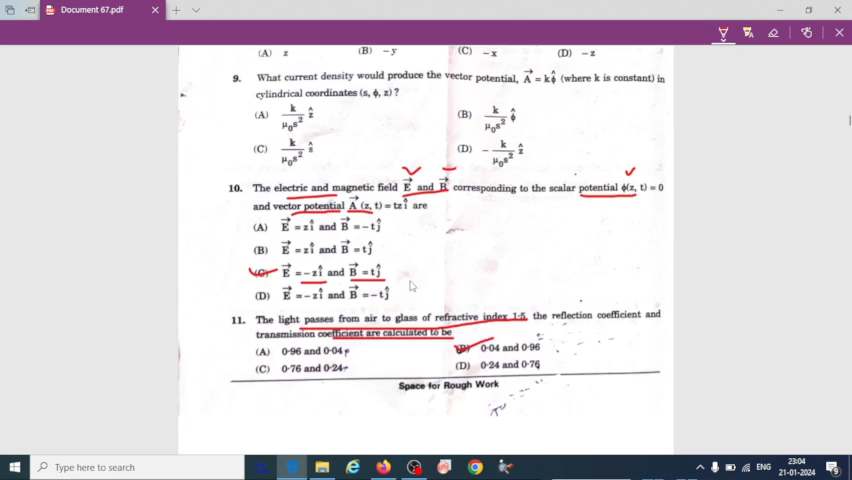 Document 67.pdf
(A) z (B) −y (C) −x (D) −z
9. What current density would produce the vector potential, A⃗ = kϕ̂ (where k is constant) in
cylindrical coordinates (s, ϕ, z) ?
(A) k/μ₀s² ẑ (B) k/μ₀s² ϕ̂
(C) k/μ₀s² ŝ (D) − k/μ₀s² ẑ
10. The electric and magnetic field E⃗ and B⃗ corresponding to the scalar potential ϕ(z, t) = 0
and vector potential A⃗ (z, t) = tz î are
(A) E⃗ = z î and B⃗ = −t ĵ
(B) E⃗ = z î and B⃗ = t ĵ
(C) E⃗ = −z î and B⃗ = t ĵ
(D) E⃗ = −z î and B⃗ = −t ĵ
11. The light passes from air to glass of refractive index 1·5, the reflection coefficient and
transmission coefficient are calculated to be
(A) 0·96 and 0·04 (B) 0·04 and 0·96
(C) 0·76 and 0·24 (D) 0·24 and 0·76
Space for Rough Work
Type here to search
ENG
23:04
21-01-2024
9